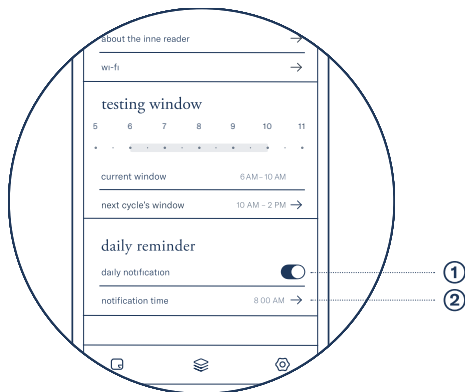 about the inne reader
wi-fi
testing window
5 6 7 8 9 10 11
current window 6 AM – 10 AM
next cycle's window 10 AM – 2 PM →
daily reminder
daily notification
1
notification time 8:00 AM →
2